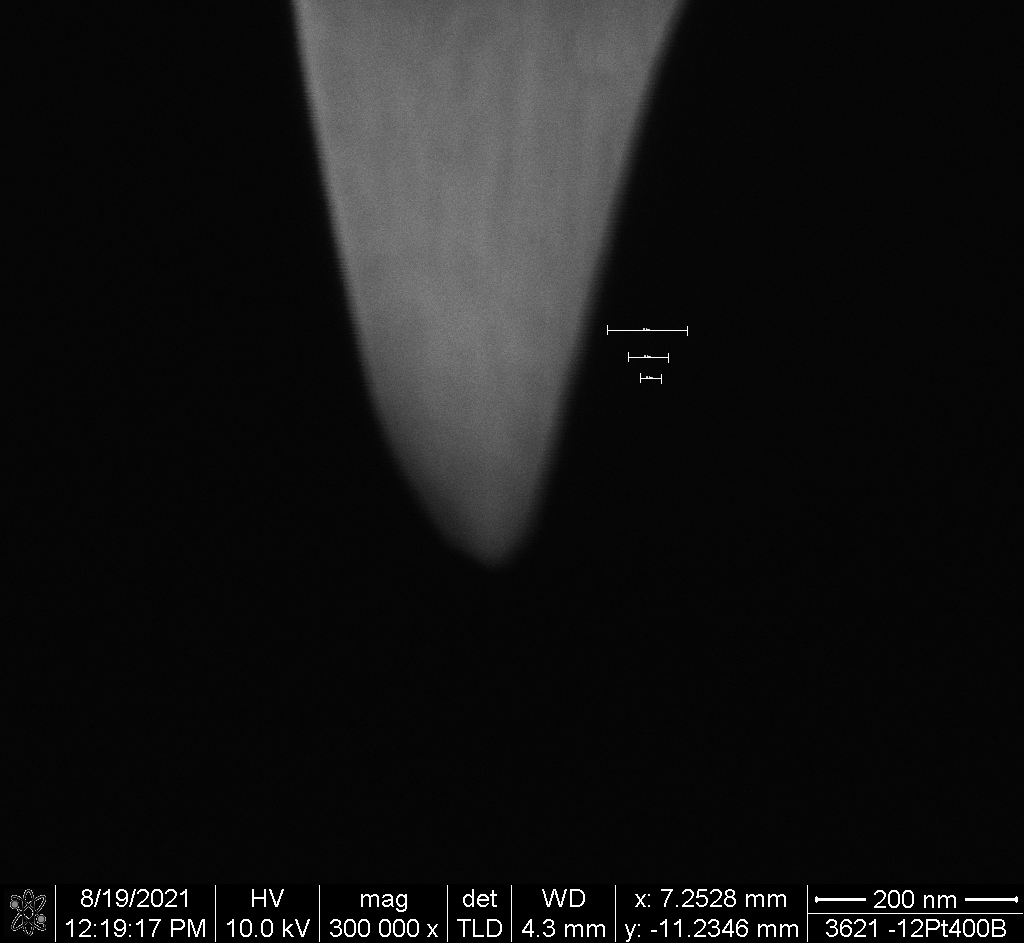 8/19/2021
12:19:17 PM
HV
10.0 kV
mag
300 000 x
det
TLD
WD
4.3 mm
x: 7.2528 mm
y: -11.2346 mm
200 nm
3621 -12Pt400B